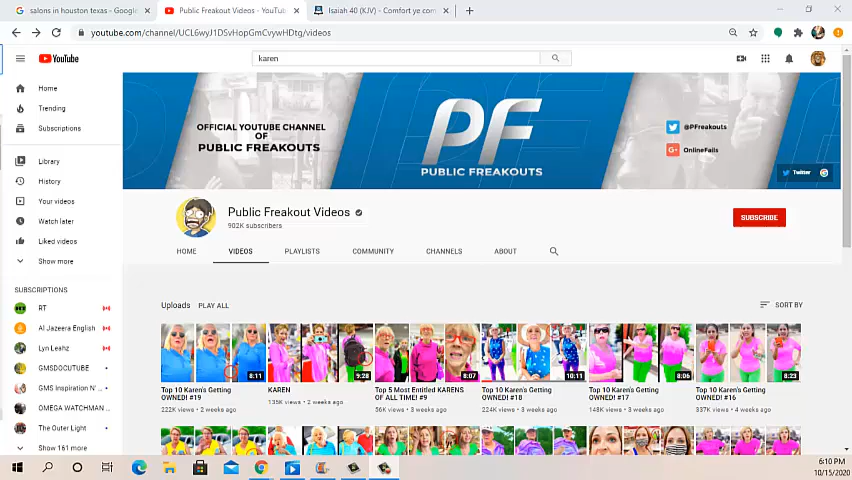 salons in houston texas - Google
Public Freakout Videos - YouTu
Isaiah 40 (KJV) - Comfort ye com
youtube.com/channel/UCL6wyJ1DSvHopGmCvywHDtg/videos
YouTube
karen
Home
Trending
Subscriptions
Library
History
Your videos
Watch later
Liked videos
Show more
SUBSCRIPTIONS
RT
Al Jazeera English
Lyn Leahz
GMSDOCUTUBE
GMS Inspiration N' ...
OMEGA WATCHMAN ...
The Outer Light
Show 161 more
OFFICIAL YOUTUBE CHANNEL
OF
PUBLIC FREAKOUTS
PF
PUBLIC FREAKOUTS
@PFreakouts
G+ OnlineFails
Twitter
Public Freakout Videos
902K subscribers
SUBSCRIBE
HOME VIDEOS PLAYLISTS COMMUNITY CHANNELS ABOUT
Uploads PLAY ALL
SORT BY
8:11
Top 10 Karen's Getting
OWNED! #19
222K views • 2 weeks ago
9:28
KAREN
135K views • 2 weeks ago
8:07
Top 5 Most Entitled KARENS
OF ALL TIME! #9
56K views • 3 weeks ago
10:11
Top 10 Karen's Getting
OWNED! #18
224K views • 3 weeks ago
8:06
Top 10 Karen's Getting
OWNED! #17
148K views • 3 weeks ago
8:23
Top 10 Karen's Getting
OWNED! #16
337K views • 4 weeks ago
6:10 PM
10/15/2020